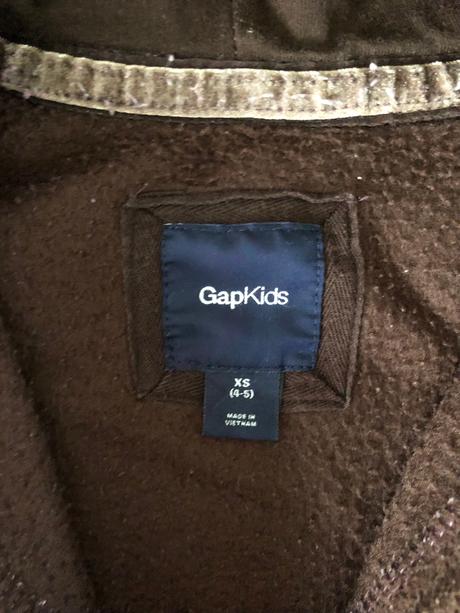 GapKids
XS
(4-5)
MADE IN
VIETNAM